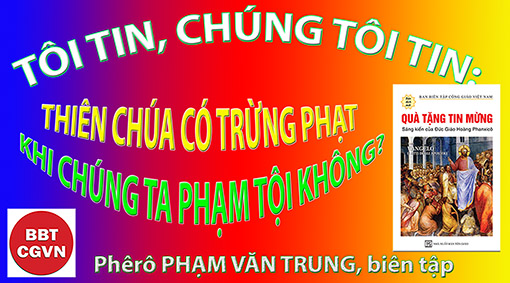 TÔI TIN, CHÚNG TÔI TIN:
THIÊN CHÚA CÓ TRỪNG PHẠT
KHI CHÚNG TA PHẠM TỘI KHÔNG?
BAN BIÊN TẬP CÔNG GIÁO VIỆT NAM
QUÀ TẶNG TIN MỪNG
Sáng kiến của Đức Giáo Hoàng Phanxicô
BBT
CGVN
Phêrô PHẠM VĂN TRUNG, biên tập